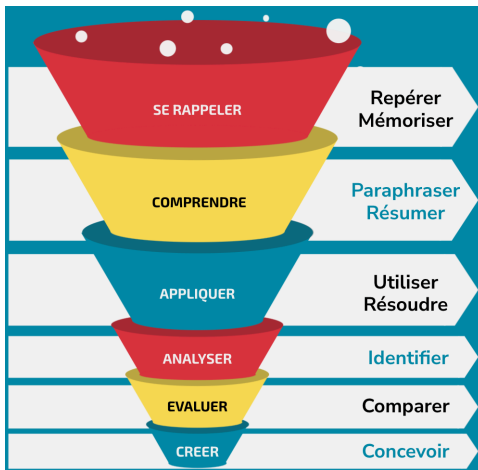 SE RAPPELER
Repérer
Mémoriser
COMPRENDRE
Paraphraser
Résumer
APPLIQUER
Utiliser
Résoudre
ANALYSER
Identifier
EVALUER
Comparer
CREER
Concevoir